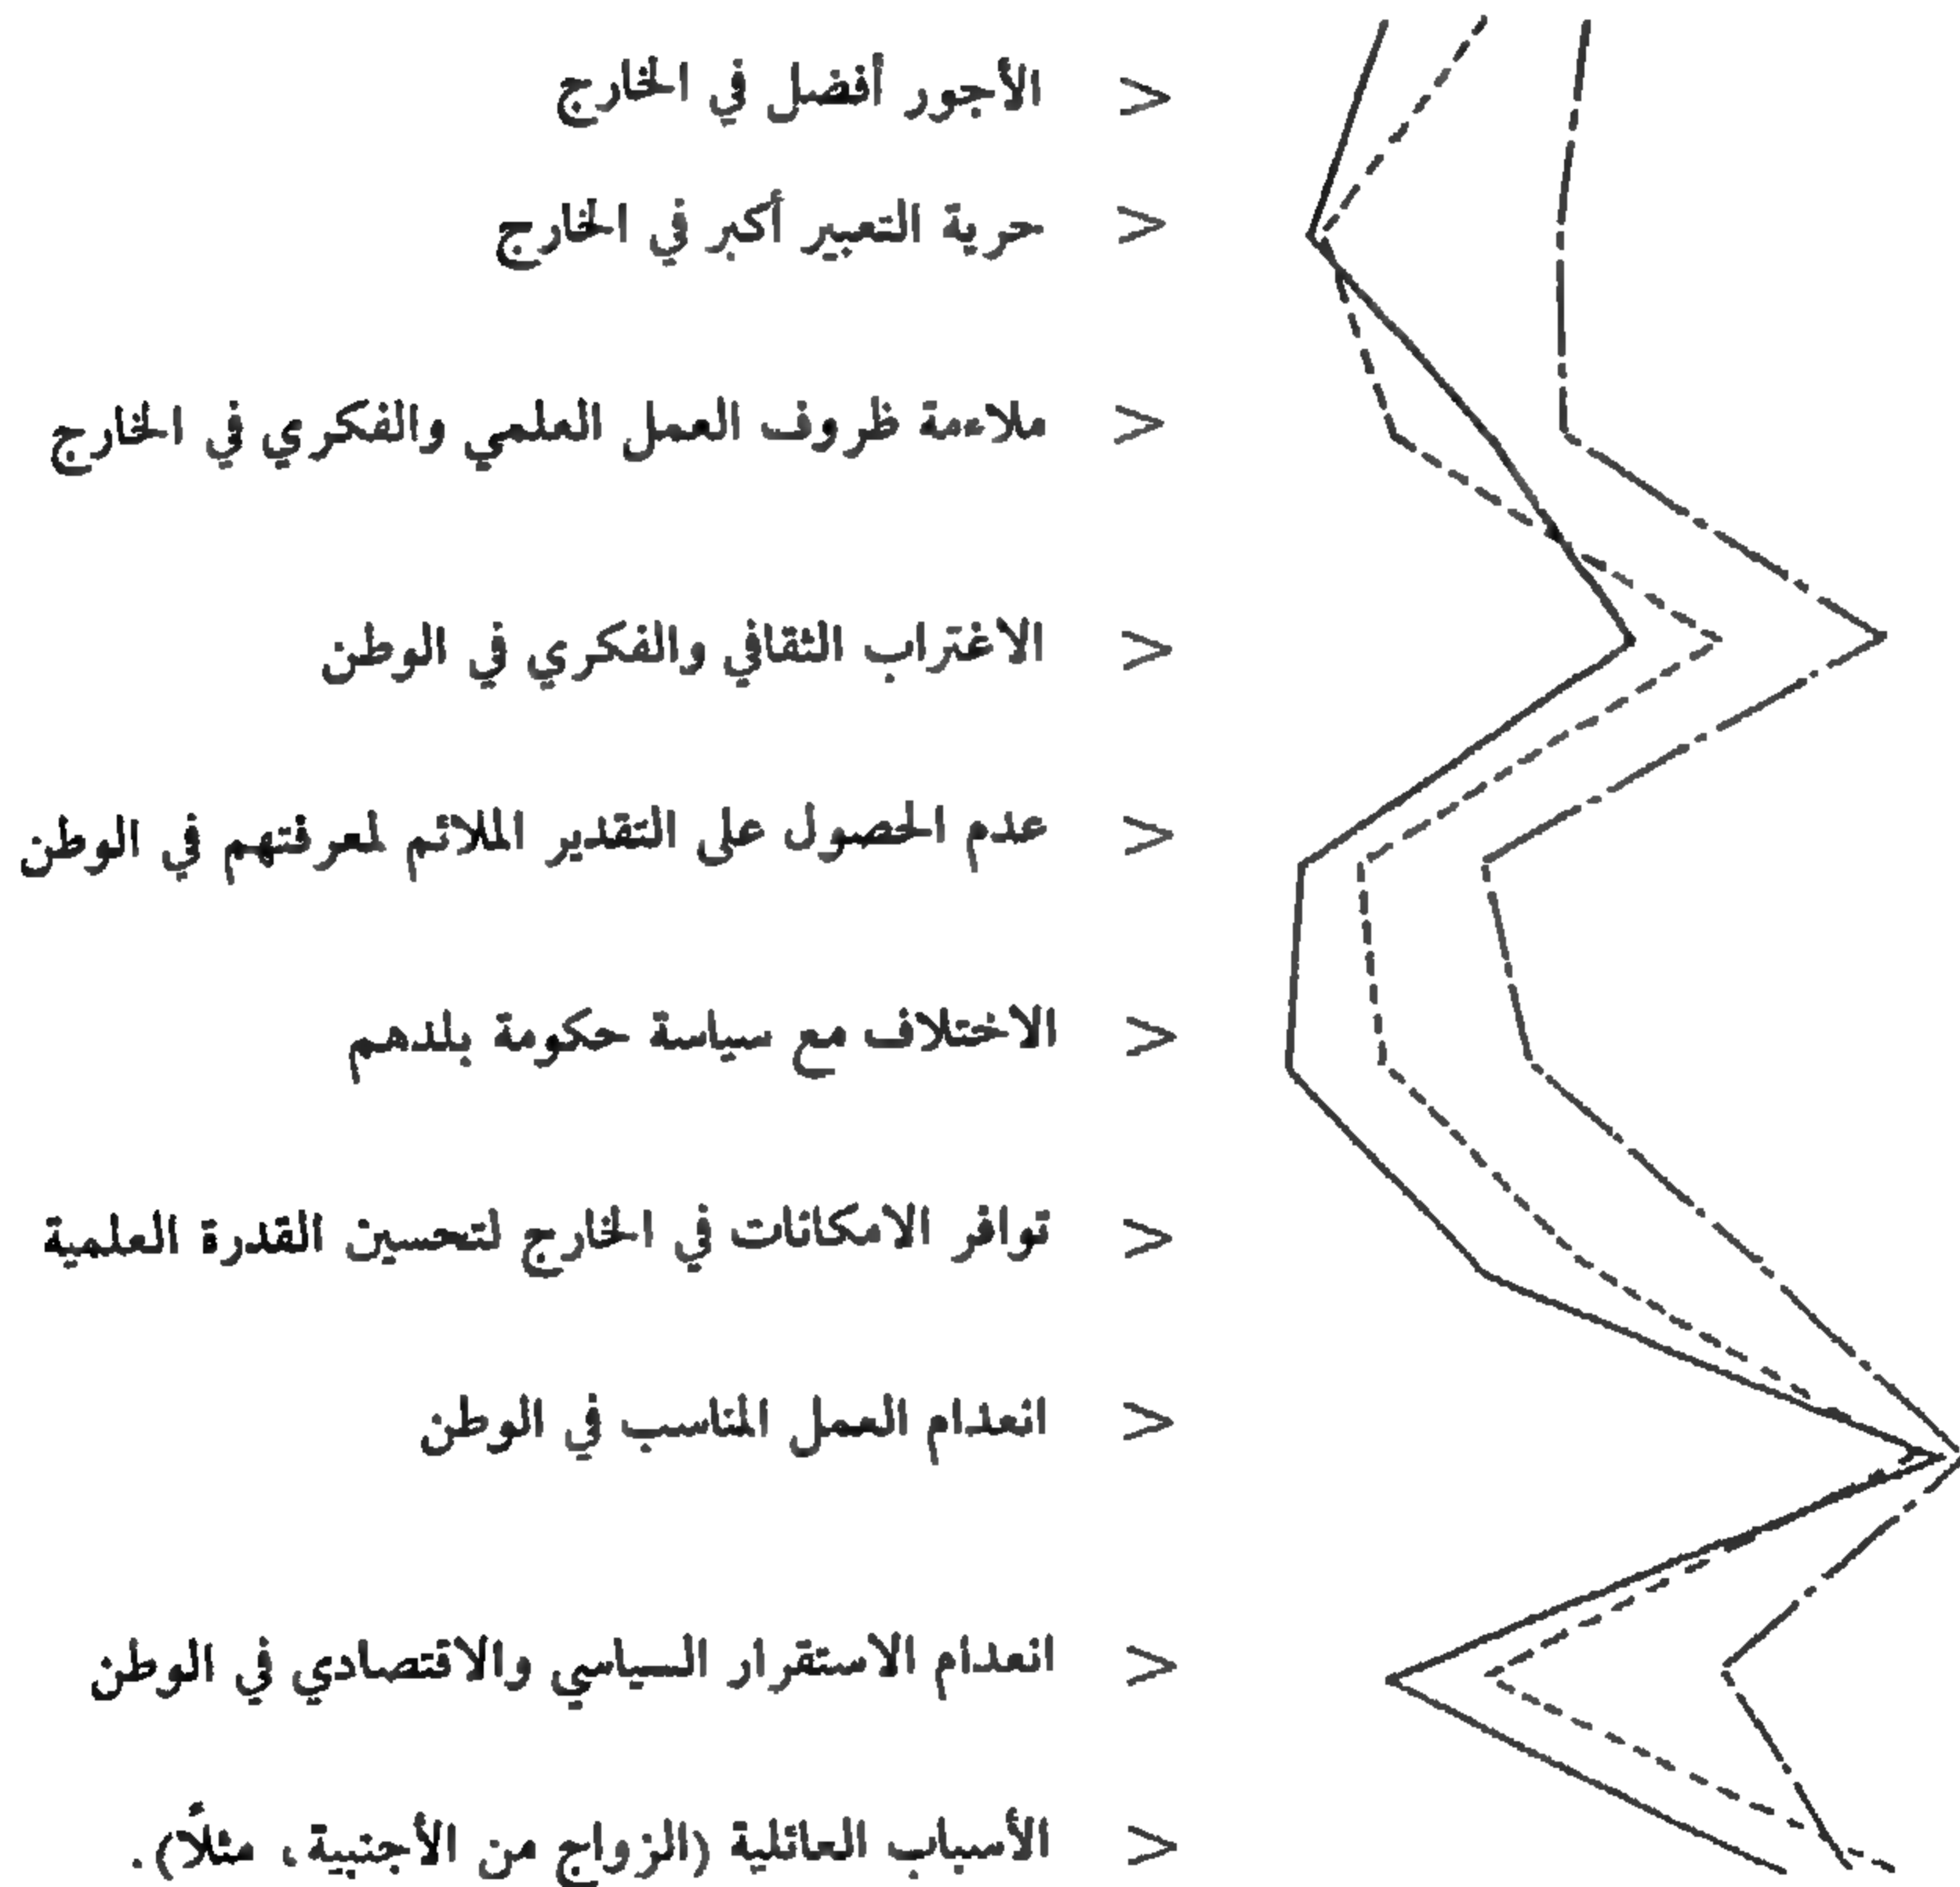 > الأجور أفضل في الخارج
> حرية التعبير أكبر في الخارج
> ملاءمة ظروف العمل العلمي والفكري في الخارج
> الاغتراب الثقافي والفكري في الوطن
> عدم الحصول على التقدير الملائم لمعرفتهم في الوطن
> الاختلاف مع سياسة حكومة بلدهم
> توافر الامكانات في الخارج لتحسين القدرة العلمية
> انعدام العمل المناسب في الوطن
> انعدام الاستقرار السياسي والاقتصادي في الوطن
> الأسباب العائلية (الزواج من الأجنبية، مثلاً).